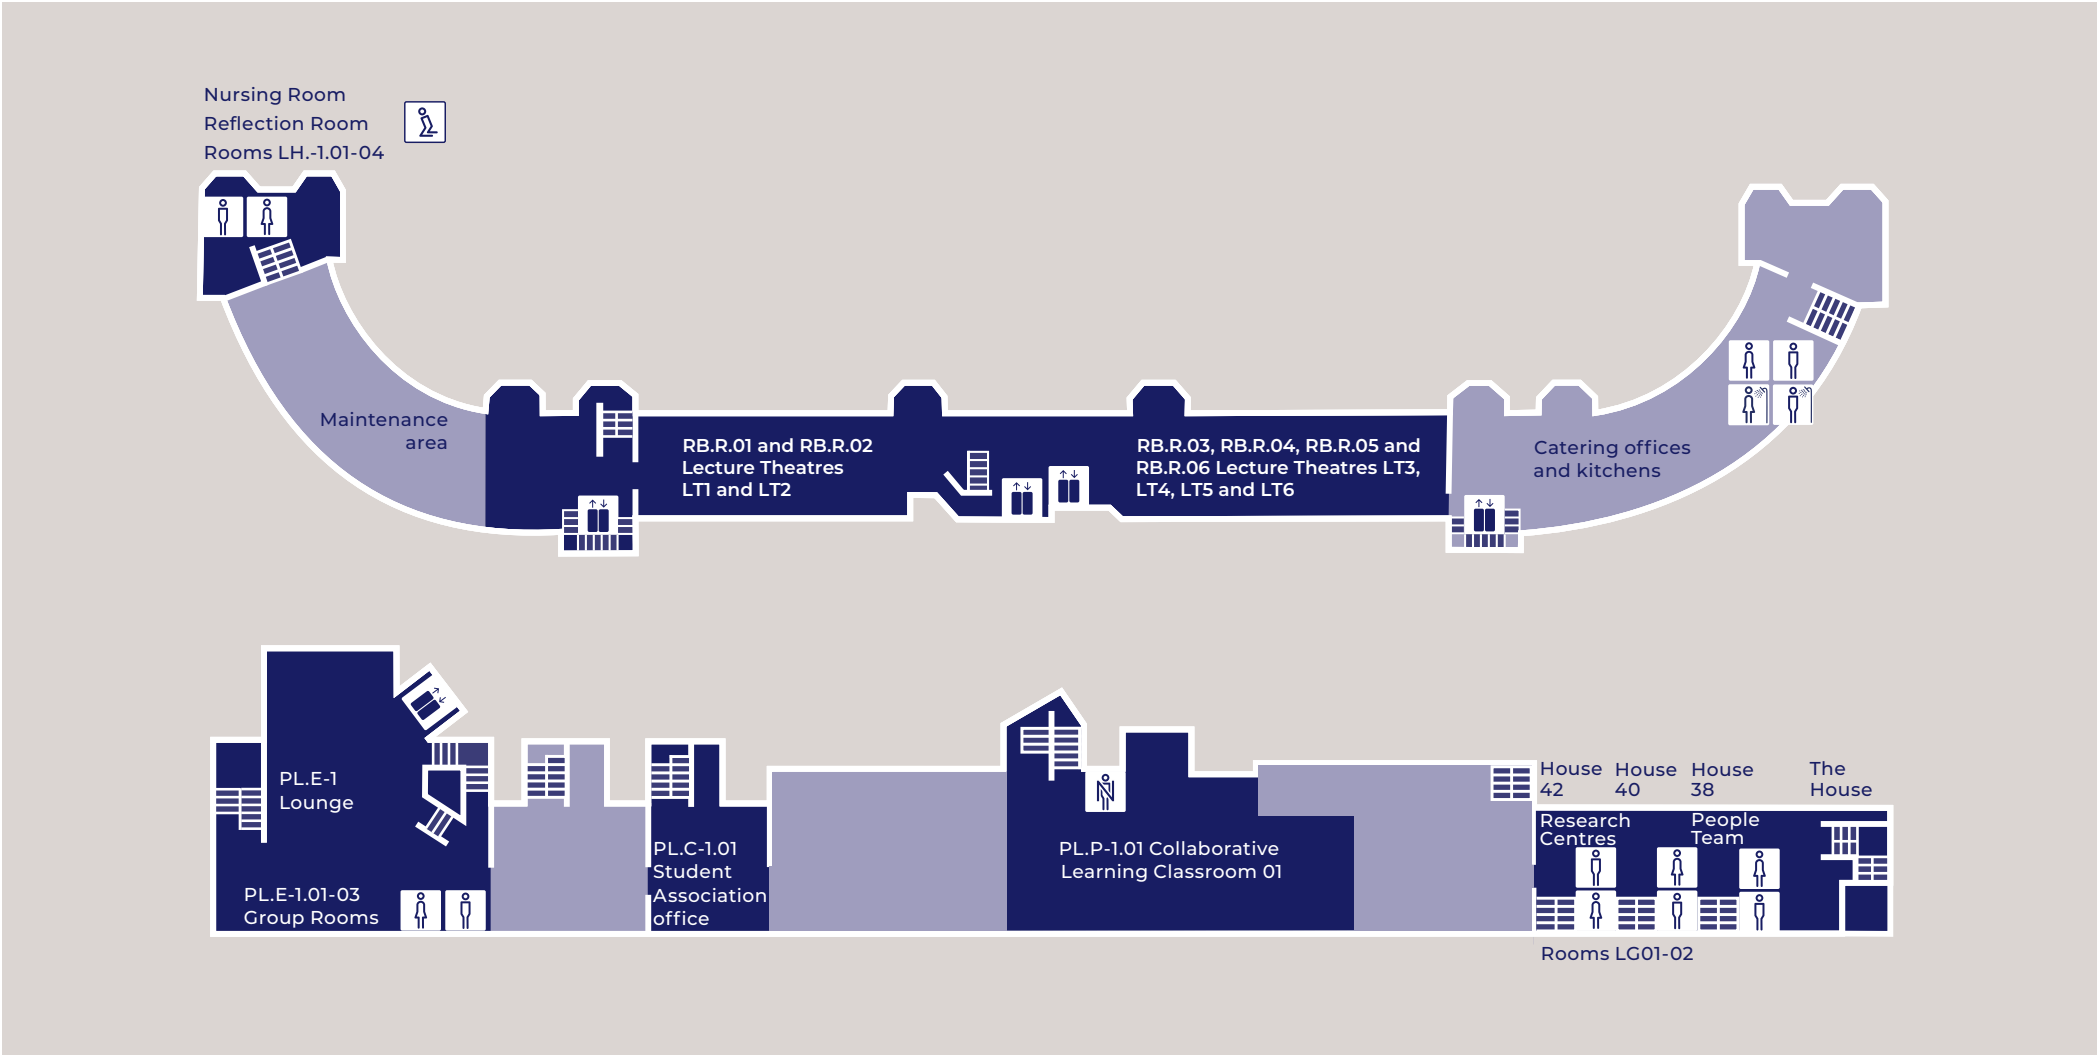 Nursing Room
Reflection Room
Rooms LH.-1.01-04
Maintenance
area
RB.R.01 and RB.R.02
Lecture Theatres
LT1 and LT2
RB.R.03, RB.R.04, RB.R.05 and
RB.R.06 Lecture Theatres LT3,
LT4, LT5 and LT6
Catering offices
and kitchens
PL.E-1
Lounge
PL.E-1.01-03
Group Rooms
PL.C-1.01
Student
Association
office
PL.P-1.01 Collaborative
Learning Classroom 01
House
42
House
40
House
38
The
House
Research
Centres
People
Team
Rooms LG01-02